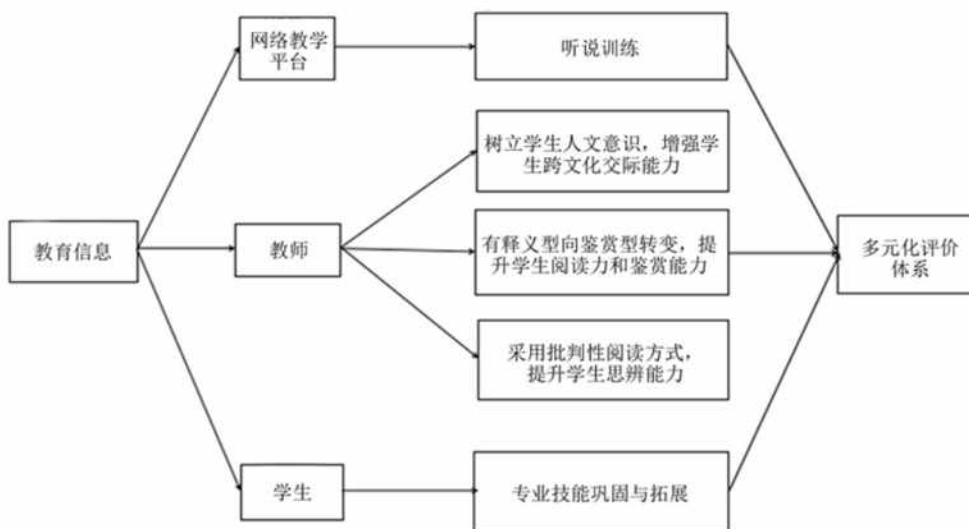 网络教学
平台
听说训练
树立学生人文意识，增强学
生跨文化交际能力
教育信息
教师
有释义型向鉴赏型转变，提
升学生阅读力和鉴赏能力
多元化评价
体系
采用批判性阅读方式，
提升学生思辨能力
学生
专业技能巩固与拓展